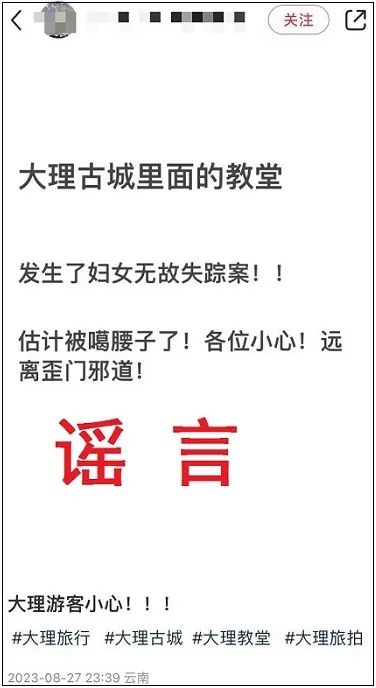 关注
大理古城里面的教堂
发生了妇女无故失踪案！！
估计被噶腰子了！各位小心！远
离歪门邪道！
谣言
大理游客小心！！！
#大理旅行 #大理古城 #大理教堂 #大理旅拍
2023-08-27 23:39 云南